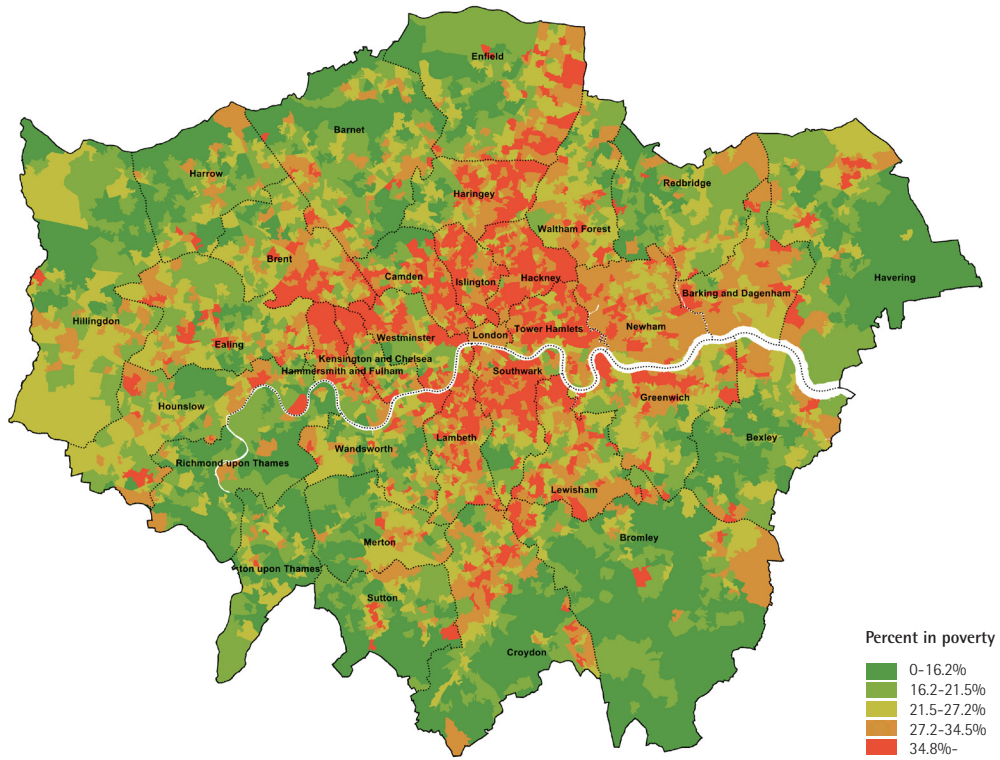 Enfield
Barnet
Harrow
Haringey
Redbridge
Waltham Forest
Brent
Camden
Islington
Hackney
Havering
Barking and Dagenham
Hillingdon
Ealing
Westminster
London
Tower Hamlets
Newham
Kensington and Chelsea
Hammersmith and Fulham
Southwark
Hounslow
Greenwich
Richmond upon Thames
Wandsworth
Lambeth
Bexley
Lewisham
Merton
Bromley
ton upon Thames
Sutton
Croydon
Percent in poverty
0-16.2%
16.2-21.5%
21.5-27.2%
27.2-34.5%
34.8%-